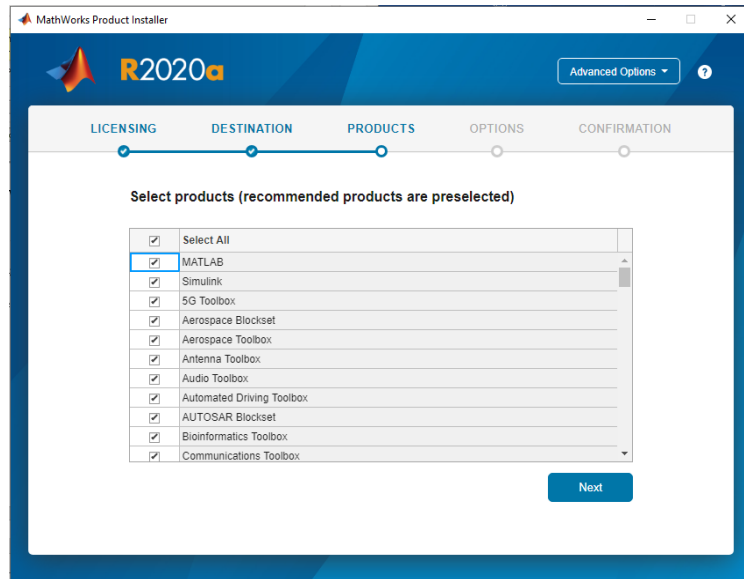 MathWorks Product Installer
R2020a
Advanced Options
?
LICENSING DESTINATION PRODUCTS OPTIONS CONFIRMATION
Select products (recommended products are preselected)
Select All
MATLAB
Simulink
5G Toolbox
Aerospace Blockset
Aerospace Toolbox
Antenna Toolbox
Audio Toolbox
Automated Driving Toolbox
AUTOSAR Blockset
Bioinformatics Toolbox
Communications Toolbox
Next